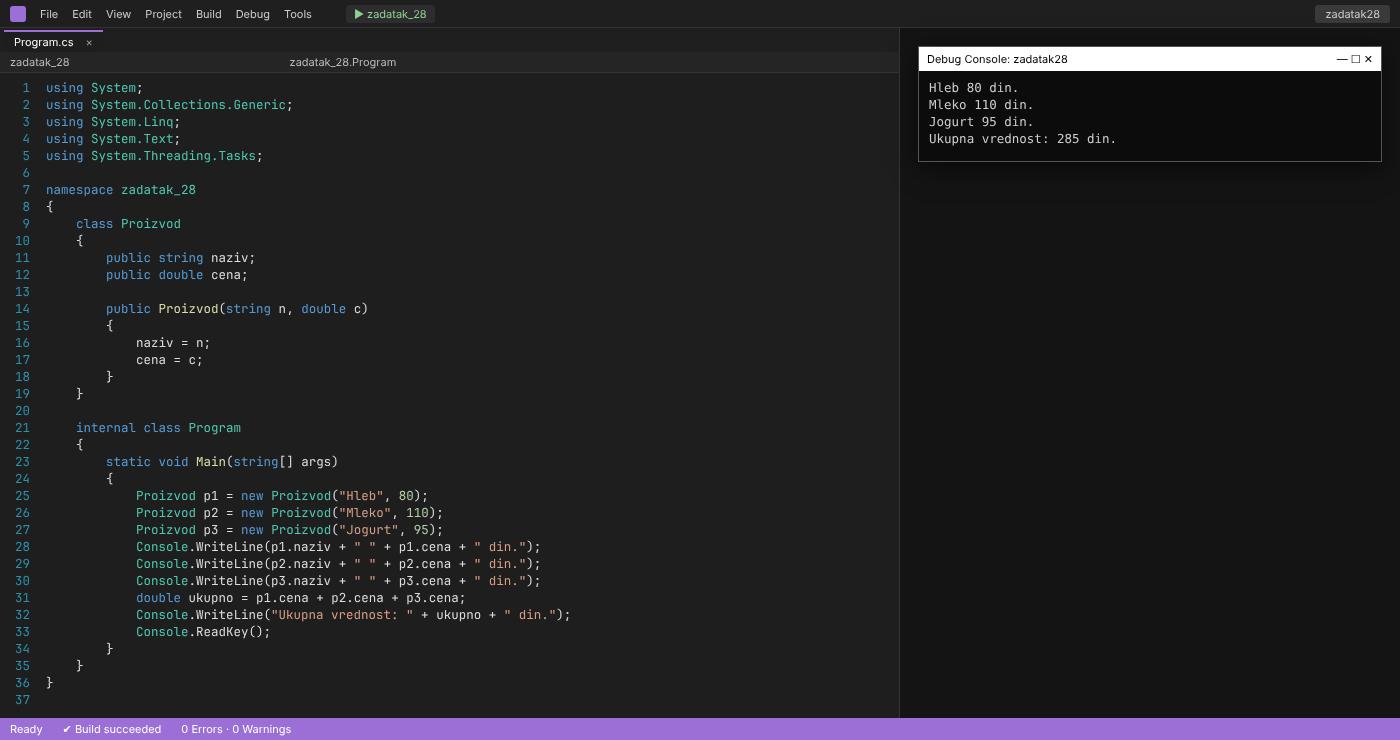 File Edit View Project Build Debug Tools ▶ zadatak_28 zadatak28
Program.cs ×
zadatak_28 zadatak_28.Program
1 using System;
2 using System.Collections.Generic;
3 using System.Linq;
4 using System.Text;
5 using System.Threading.Tasks;
6
7 namespace zadatak_28
8 {
9     class Proizvod
10     {
11         public string naziv;
12         public double cena;
13
14         public Proizvod(string n, double c)
15         {
16             naziv = n;
17             cena = c;
18         }
19     }
20
21     internal class Program
22     {
23         static void Main(string[] args)
24         {
25             Proizvod p1 = new Proizvod("Hleb", 80);
26             Proizvod p2 = new Proizvod("Mleko", 110);
27             Proizvod p3 = new Proizvod("Jogurt", 95);
28             Console.WriteLine(p1.naziv + " " + p1.cena + " din.");
29             Console.WriteLine(p2.naziv + " " + p2.cena + " din.");
30             Console.WriteLine(p3.naziv + " " + p3.cena + " din.");
31             double ukupno = p1.cena + p2.cena + p3.cena;
32             Console.WriteLine("Ukupna vrednost: " + ukupno + " din.");
33             Console.ReadKey();
34         }
35     }
36 }
37
Debug Console: zadatak28 — ☐ ✕
Hleb 80 din.
Mleko 110 din.
Jogurt 95 din.
Ukupna vrednost: 285 din.
Ready ✔ Build succeeded 0 Errors · 0 Warnings